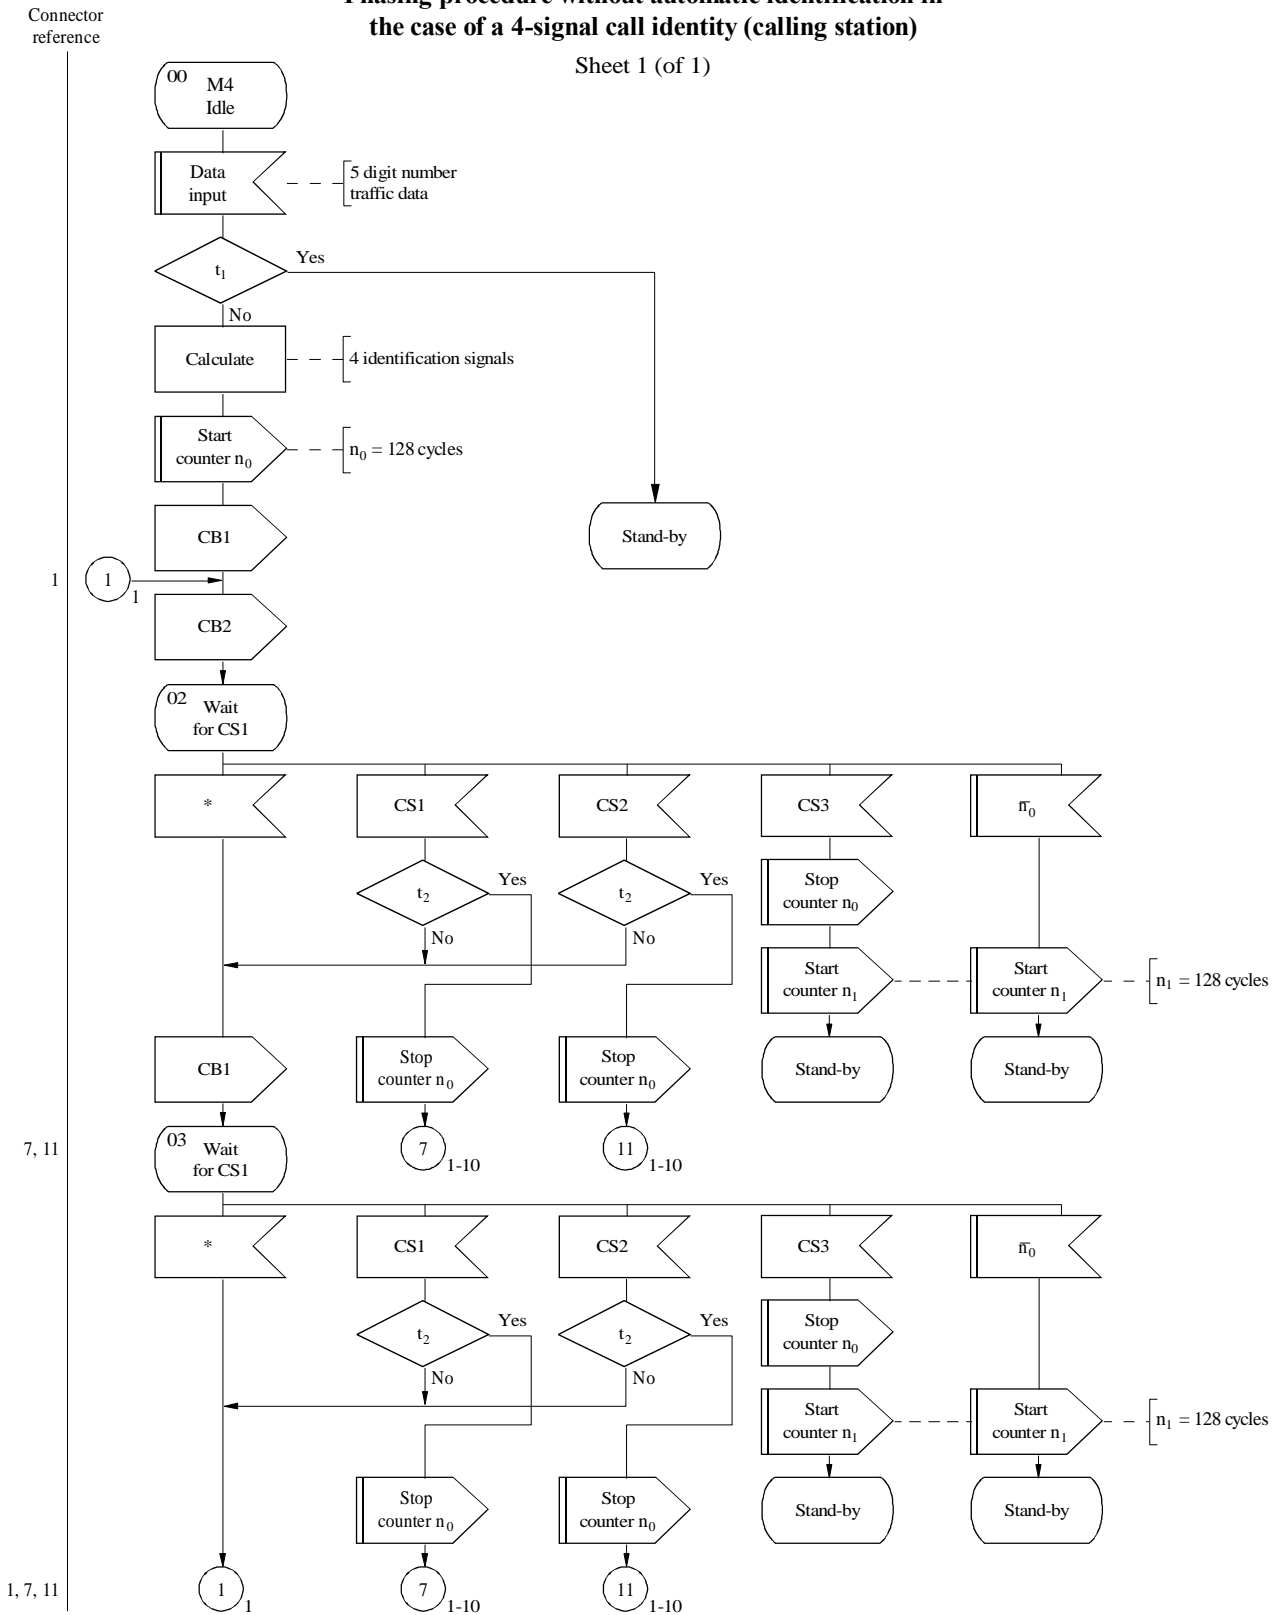 Connector
reference
Phasing procedure without automatic identification in
the case of a 4-signal call identity (calling station)
Sheet 1 (of 1)
00
M4
Idle
Data
input
5 digit number
traffic data
t1
Yes
No
Calculate
4 identification signals
Start
counter n0
n0 = 128 cycles
CB1
Stand-by
1
1
1
CB2
02
Wait
for CS1
*
CS1
CS2
CS3
n̅0
t2
Yes
No
t2
Yes
No
Stop
counter n0
Start
counter n1
Start
counter n1
n1 = 128 cycles
CB1
Stop
counter n0
Stop
counter n0
Stand-by
Stand-by
7, 11
03
Wait
for CS1
7
1-10
11
1-10
*
CS1
CS2
CS3
n̅0
t2
Yes
No
t2
Yes
No
Stop
counter n0
Start
counter n1
Start
counter n1
n1 = 128 cycles
Stop
counter n0
Stop
counter n0
Stand-by
Stand-by
1, 7, 11
1
1
7
1-10
11
1-10